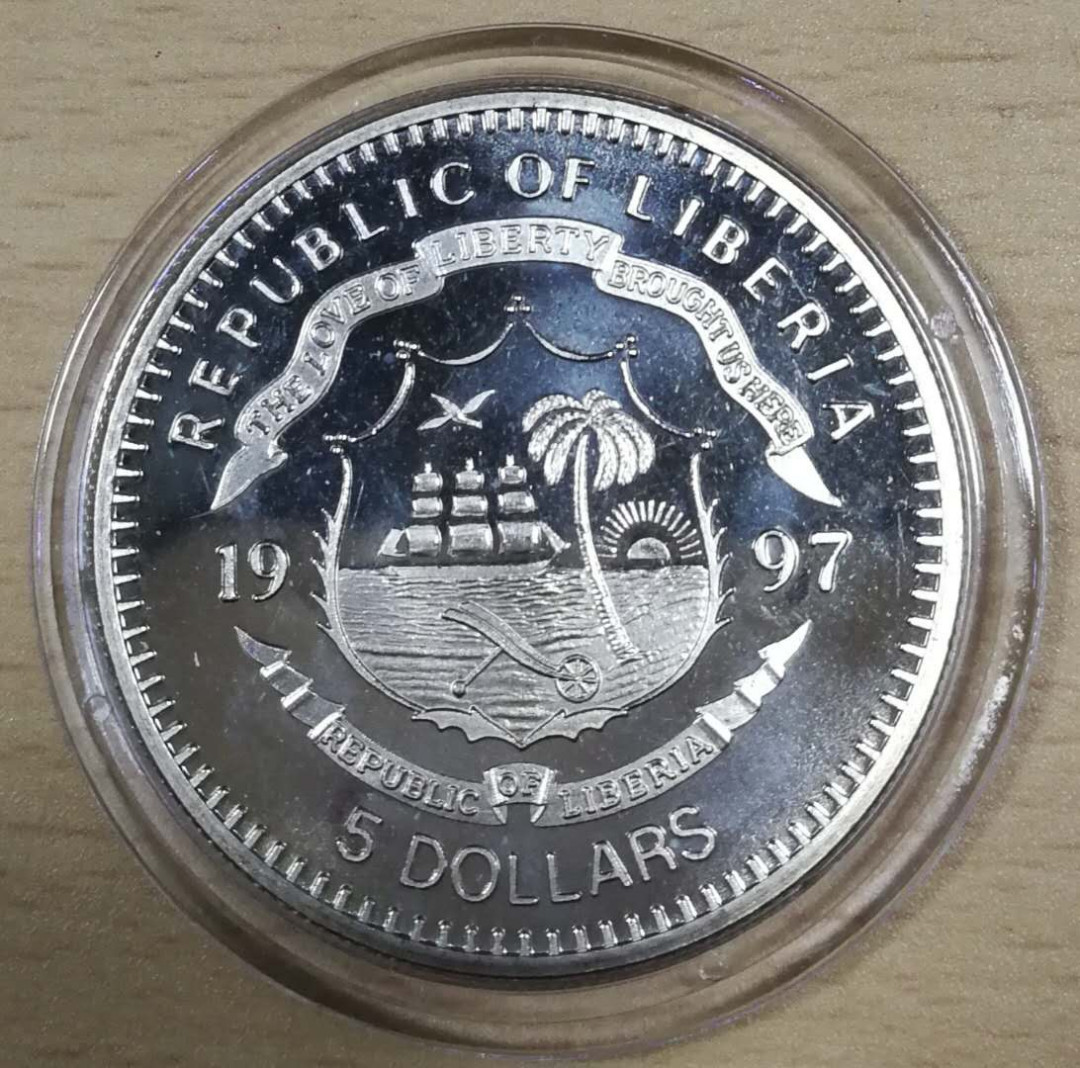 REPUBLIC OF LIBERIA
THE LOVE OF LIBERTY BROUGHT US HERE
19 97
REPUBLIC OF LIBERIA
5 DOLLARS